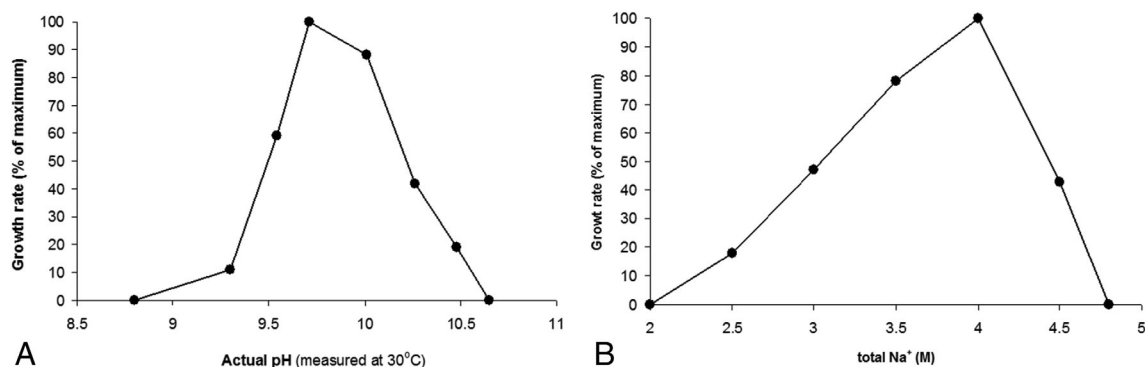 100
90
80
70
60
50
40
30
20
10
0
Growth rate (% of maximum)
8.5 9 9.5 10 10.5 11
Actual pH (measured at 30°C)
A
100
90
80
70
60
50
40
30
20
10
0
Growt rate (% of maximum)
2 2.5 3 3.5 4 4.5 5
total Na⁺ (M)
B